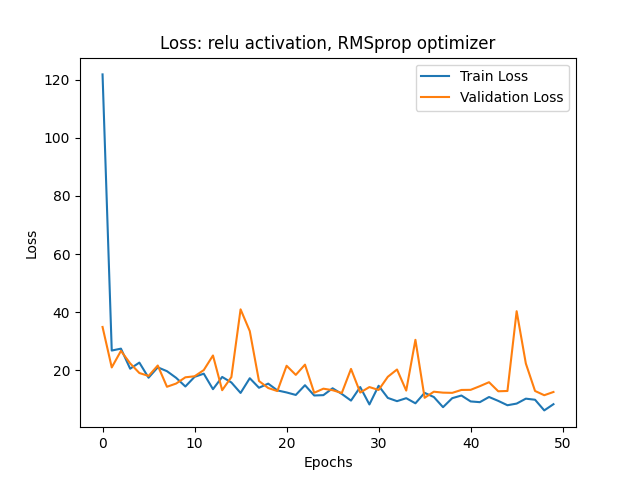 Loss: relu activation, RMSprop optimizer
Train Loss
Validation Loss
120
100
80
60
40
20
Loss
0 10 20 30 40 50
Epochs